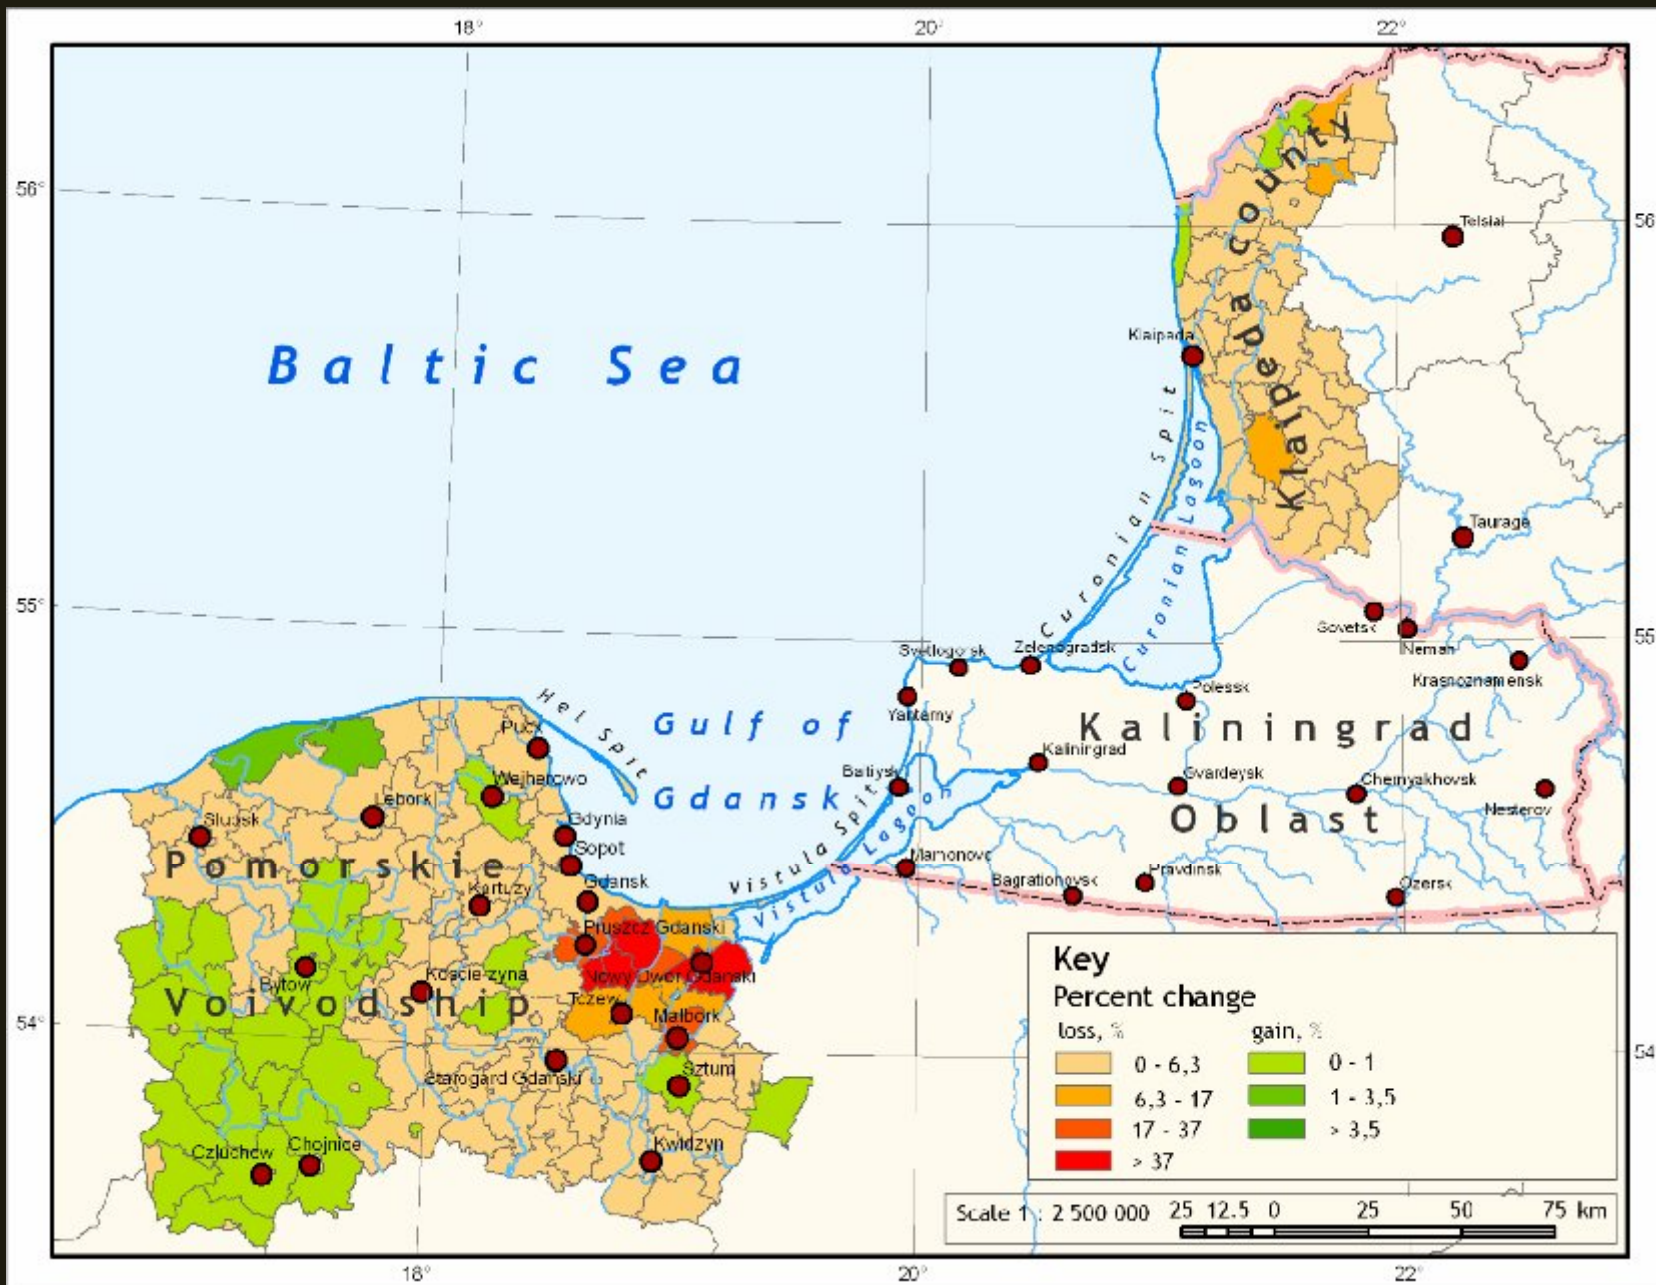 18°
20°
22°
56°
56
55°
55
54°
54
18°
20°
22°
Baltic Sea
Gulf of
Gdansk
Klaipeda county
Telsiai
Klaipada
Curonian Spit
Curonian Lagoon
Taurage
Sovetsk
Neman
Krasnoznamensk
Svetlogorsk
Zelenogradsk
Polessk
Yantarny
Kaliningrad
Oblast
Kaliningrad
Baltiysk
Gvardeysk
Chernyakhovsk
Nesterov
Mamonovo
Bagrationovsk
Pravdinsk
Ozersk
Hel Spit
Vistula Spit
Vistula Lagoon
Puck
Wejherowo
Lebork
Slupsk
Gdynia
Sopot
Pomorskie
Voivodship
Gdansk
Kartuzy
Pruszcz Gdanski
Nowy Dwor Gdanski
Koscierzyna
Bytow
Tczew
Malbork
Starogard Gdanski
Sztum
Kwidzyn
Czluchow
Chojnice
Key
Percent change
loss, % gain, %
0 - 6,3 0 - 1
6,3 - 17 1 - 3,5
17 - 37 > 3,5
> 37
Scale 1 : 2 500 000 25 12.5 0 25 50 75 km